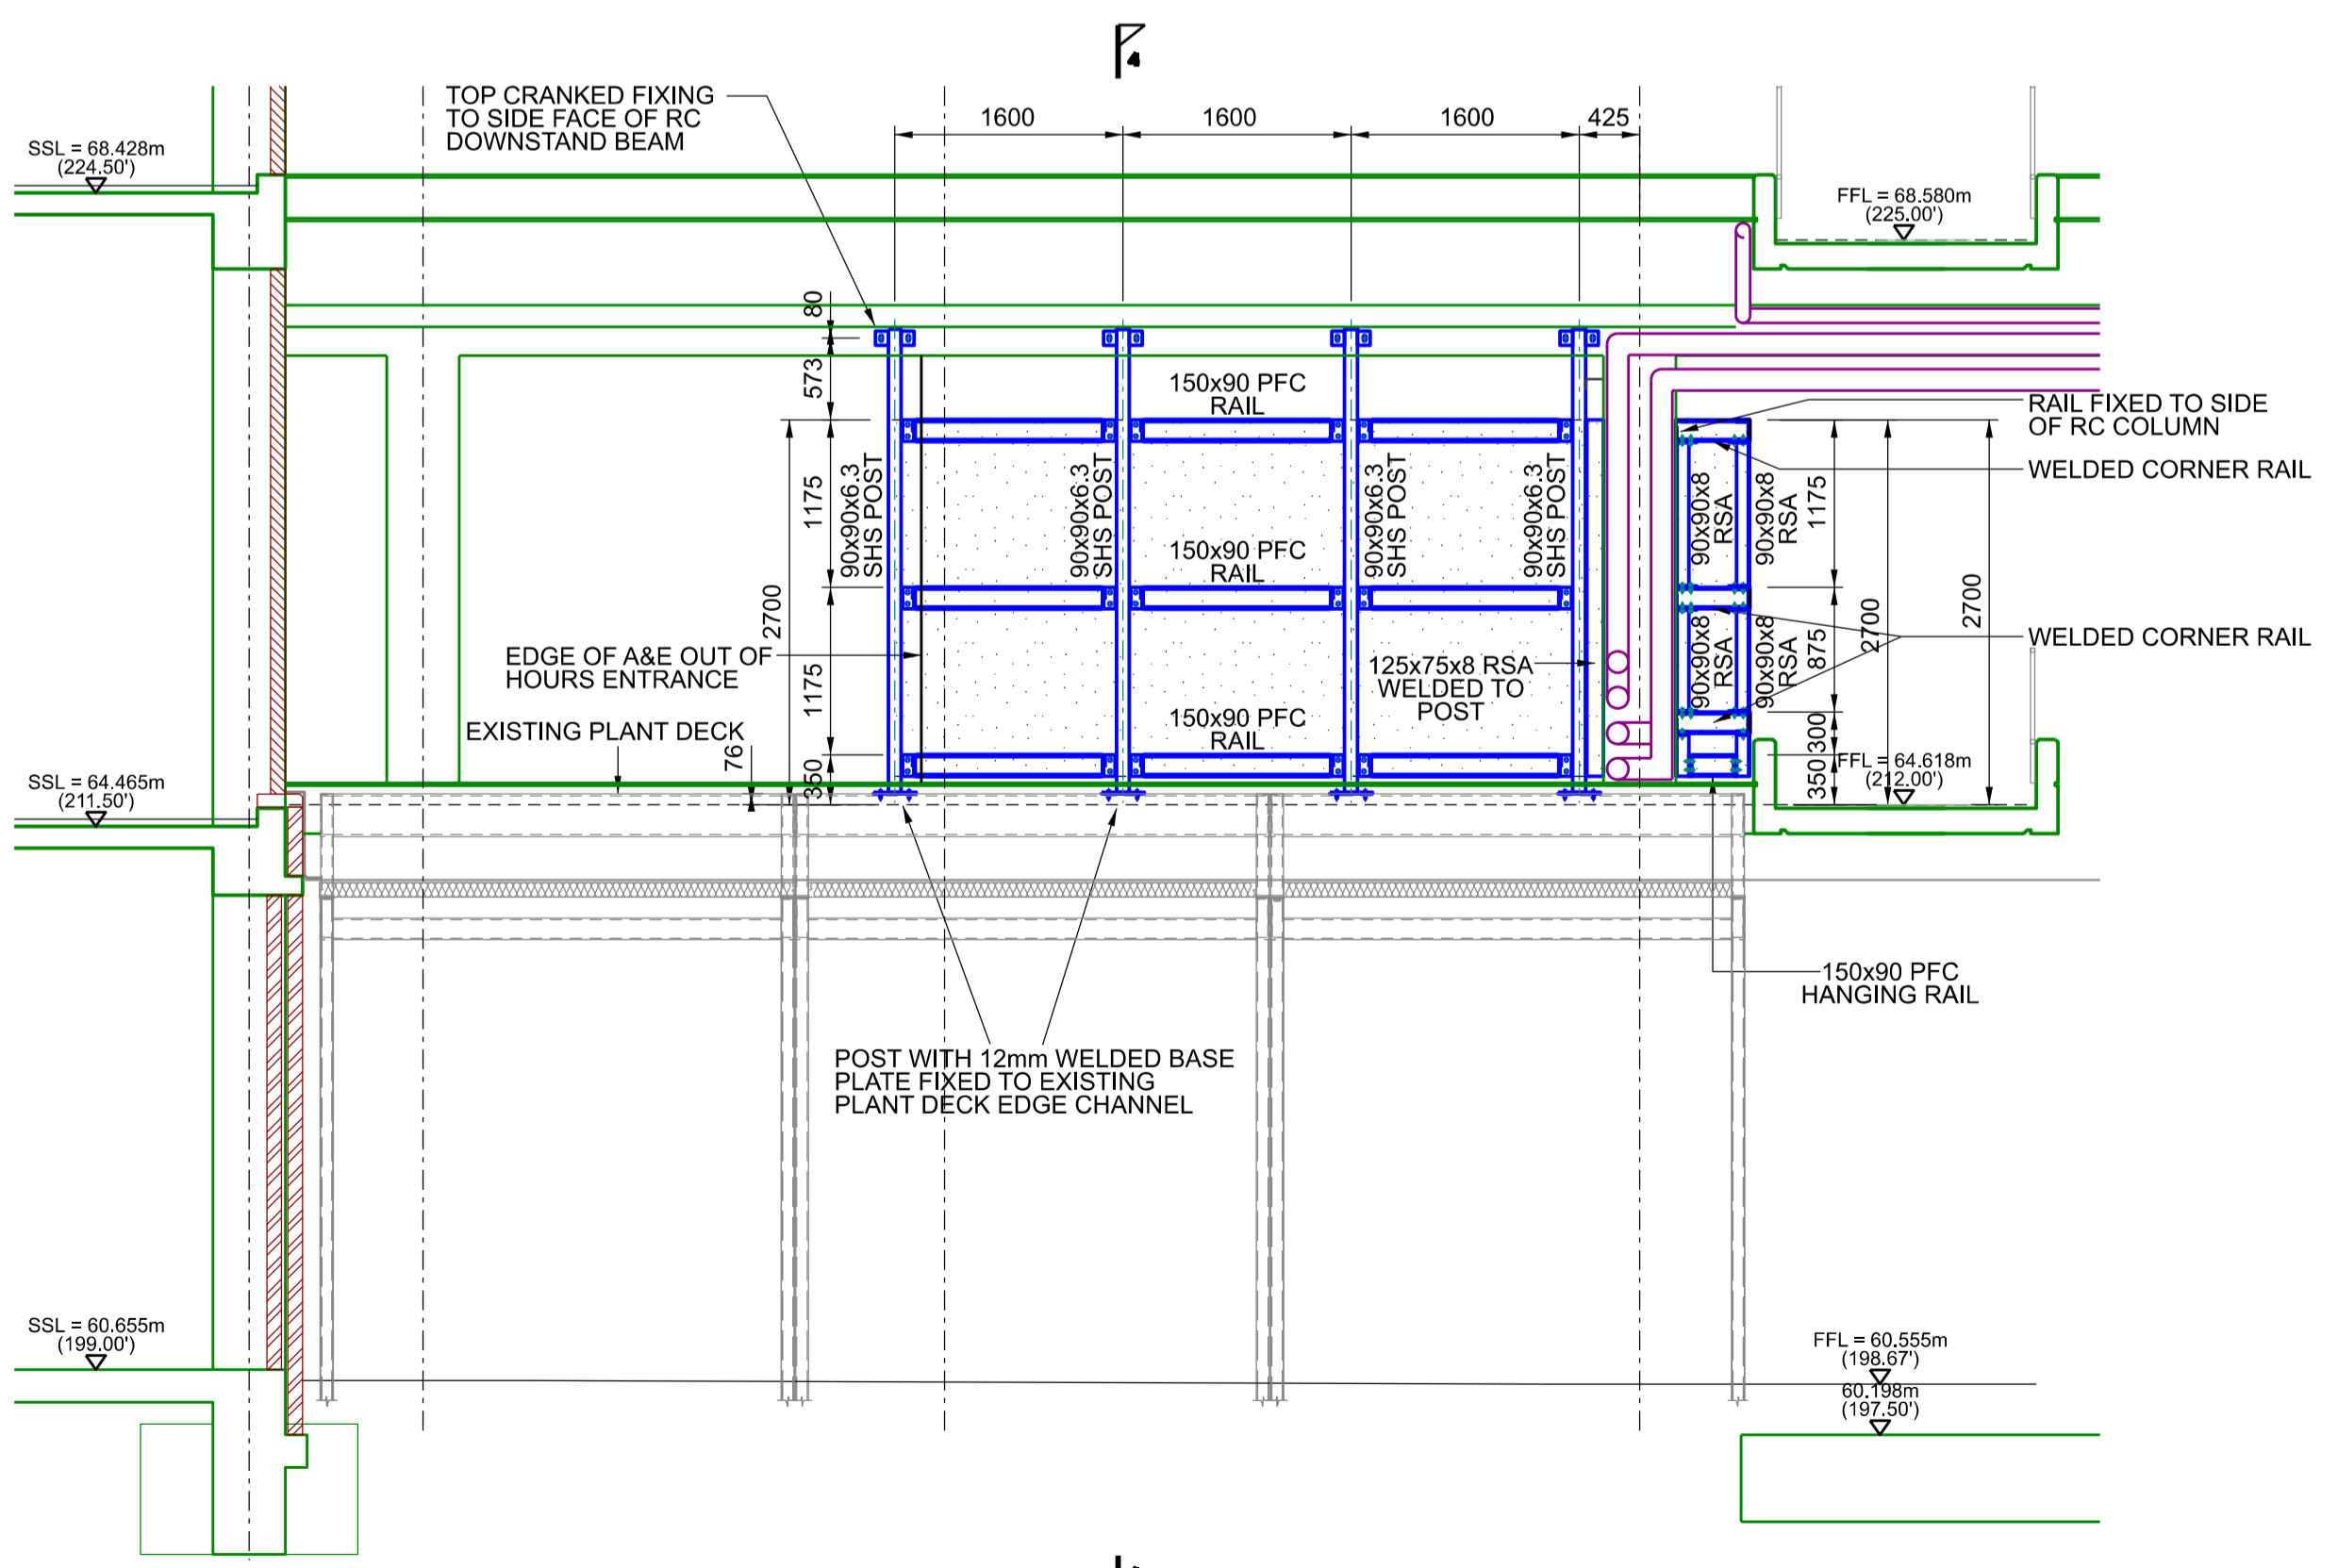 TOP CRANKED FIXING
TO SIDE FACE OF RC
DOWNSTAND BEAM
1600
1600
1600
425
SSL = 68.428m
(224.50')
FFL = 68.580m
(225.00')
80
573
1175
1175
350
2700
76
150x90 PFC
RAIL
150x90 PFC
RAIL
150x90 PFC
RAIL
90x90x6.3
SHS POST
90x90x6.3
SHS POST
90x90x6.3
SHS POST
90x90x6.3
SHS POST
RAIL FIXED TO SIDE
OF RC COLUMN
WELDED CORNER RAIL
90x90x8
RSA
90x90x8
RSA
1175
2700
2700
WELDED CORNER RAIL
90x90x8
RSA
90x90x8
RSA
875
300
350
EDGE OF A&E OUT OF
HOURS ENTRANCE
125x75x8 RSA
WELDED TO
POST
EXISTING PLANT DECK
SSL = 64.465m
(211.50')
FFL = 64.618m
(212.00')
150x90 PFC
HANGING RAIL
POST WITH 12mm WELDED BASE
PLATE FIXED TO EXISTING
PLANT DECK EDGE CHANNEL
SSL = 60.655m
(199.00')
FFL = 60.555m
(198.67')
60.198m
(197.50')